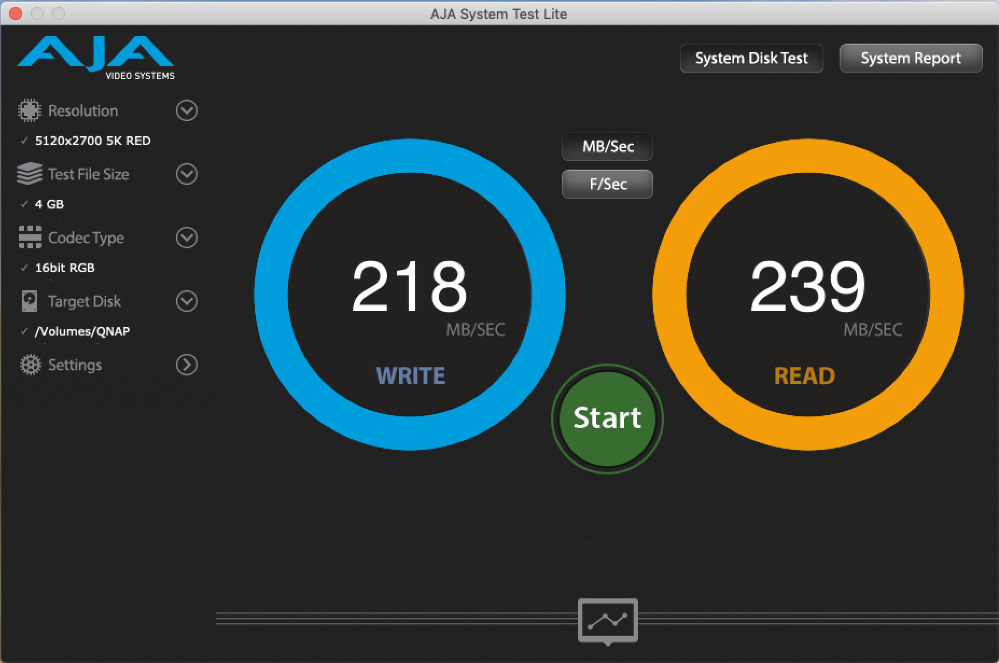 AJA System Test Lite
AJA
VIDEO SYSTEMS
System Disk Test
System Report
Resolution
5120x2700 5K RED
Test File Size
4 GB
Codec Type
16bit RGB
Target Disk
/Volumes/QNAP
Settings
MB/Sec
F/Sec
218
MB/SEC
WRITE
239
MB/SEC
READ
Start